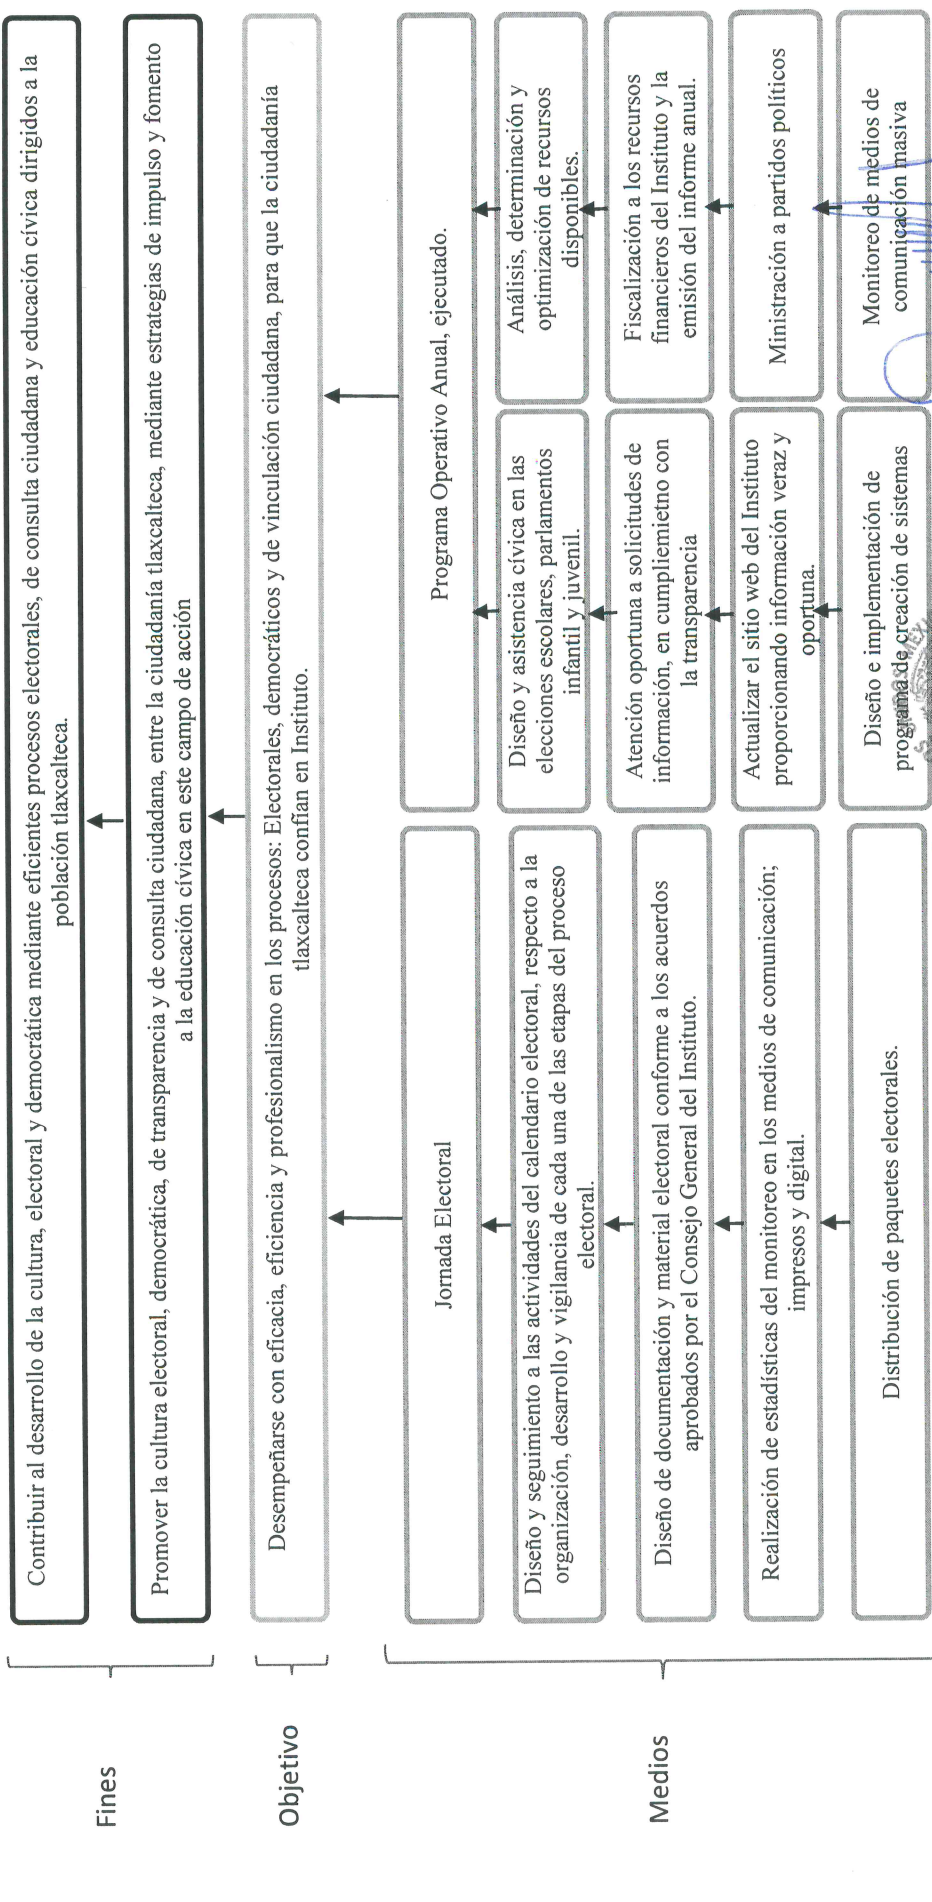 Fines
Contribuir al desarrollo de la cultura, electoral y democrática mediante eficientes procesos electorales, de consulta ciudadana y educación cívica dirigidos a la
población tlaxcalteca.
Promover la cultura electoral, democrática, de transparencia y de consulta ciudadana, entre la ciudadanía tlaxcalteca, mediante estrategias de impulso y fomento
a la educación cívica en este campo de acción
Objetivo
Desempeñarse con eficacia, eficiencia y profesionalismo en los procesos: Electorales, democráticos y de vinculación ciudadana, para que la ciudadanía
tlaxcalteca confían en Instituto.
Medios
Jornada Electoral
Diseño y seguimiento a las actividades del calendario electoral, respecto a la
organización, desarrollo y vigilancia de cada una de las etapas del proceso
electoral.
Diseño de documentación y material electoral conforme a los acuerdos
aprobados por el Consejo General del Instituto.
Realización de estadísticas del monitoreo en los medios de comunicación;
impresos y digital.
Distribución de paquetes electorales.
Programa Operativo Anual, ejecutado.
Diseño y asistencia cívica en las
elecciones escolares, parlamentos
infantil y juvenil.
Atención oportuna a solicitudes de
información, en cumpliemietno con
la transparencia
Actualizar el sitio web del Instituto
proporcionando información veraz y
oportuna.
Diseño e implementación de
programa de creación de sistemas
Análisis, determinación y
optimización de recursos
disponibles.
Fiscalización a los recursos
financieros del Instituto y la
emisión del informe anual.
Ministración a partidos políticos
Monitoreo de medios de
comunicación masiva